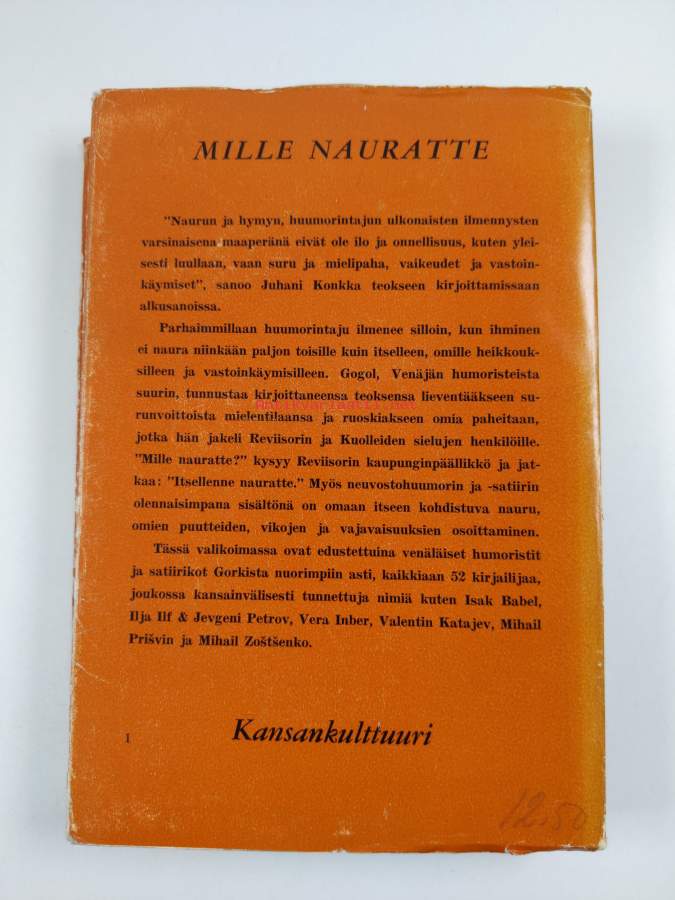 MILLE NAURATTE
"Naurun ja hymyn, huumorintajun ulkonaisten ilmennysten
varsinaisena maaperänä eivät ole ilo ja onnellisuus, kuten ylei-
sesti luullaan, vaan suru ja mielipaha, vaikeudet ja vastoin-
käymiset", sanoo Juhani Konkka teokseen kirjoittamissaan
alkusanoissa.
Parhaimmillaan huumorintaju ilmenee silloin, kun ihminen
ei naura niinkään paljon toisille kuin itselleen, omille heikkouk-
silleen ja vastoinkäymisilleen. Gogol, Venäjän humoristeista
suurin, tunnustaa kirjoittaneensa teoksensa lieventääkseen su-
runvoittoista mielentilaansa ja ruoskiakseen omia paheitaan,
jotka hän jakeli Reviisorin ja Kuolleiden sielujen henkilöille.
"Mille nauratte?" kysyy Reviisorin kaupunginpäällikkö ja jat-
kaa: "Itsellenne nauratte." Myös neuvostohuumorin ja -satiirin
olennaisimpana sisältönä on omaan itseen kohdistuva nauru,
omien puutteiden, vikojen ja vajavaisuuksien osoittaminen.
Tässä valikoimassa ovat edustettuina venäläiset humoristit
ja satiirikot Gorkista nuorimpiin asti, kaikkiaan 52 kirjailijaa,
joukossa kansainvälisesti tunnettuja nimiä kuten Isak Babel,
Ilja Ilf & Jevgeni Petrov, Vera Inber, Valentin Katajev, Mihail
Prišvin ja Mihail Zoštšenko.
1
Kansankulttuuri
12.50